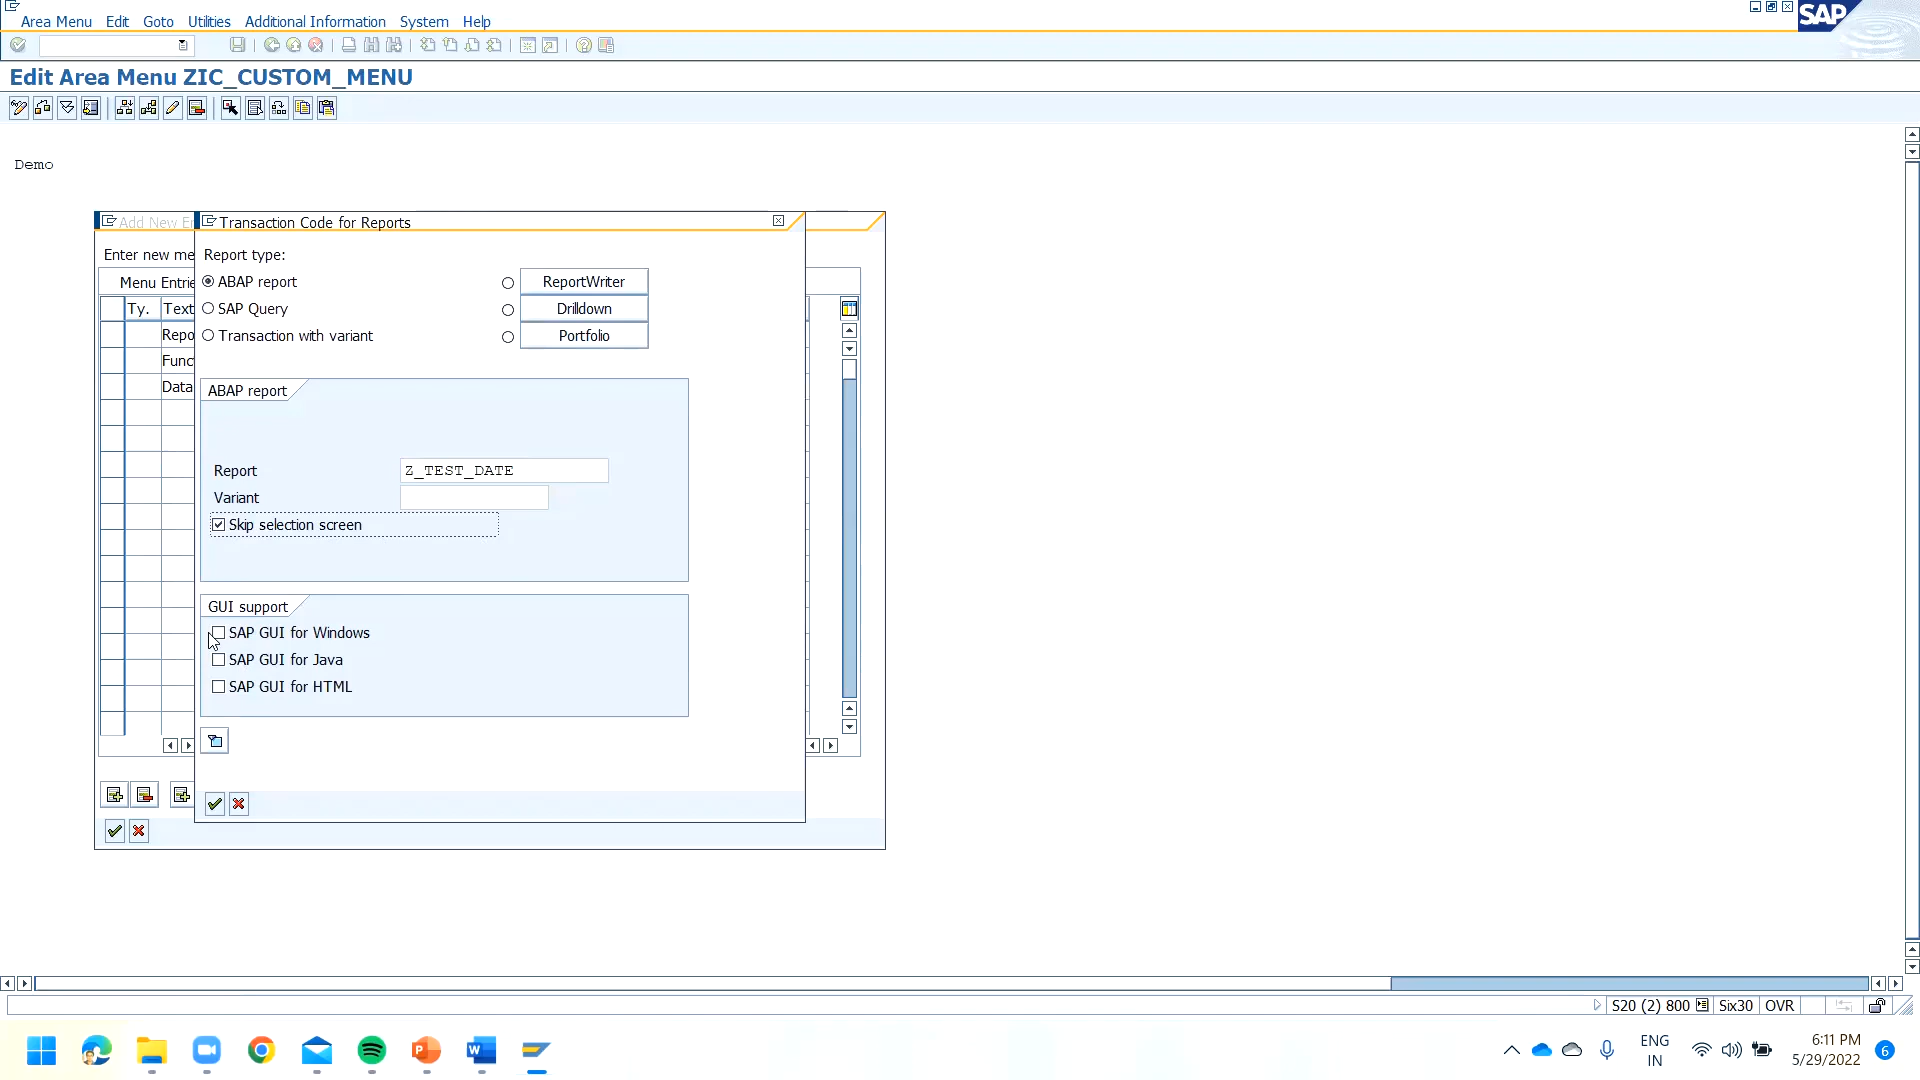 Area Menu Edit Goto Utilities Additional Information System Help
SAP
Edit Area Menu ZIC_CUSTOM_MENU
Demo
Add New En
Transaction Code for Reports
Enter new me
Report type:
Menu Entrie
ABAP report
ReportWriter
Ty. Text
SAP Query
Drilldown
Repo
Transaction with variant
Portfolio
Func
Data
ABAP report
Report Z_TEST_DATE
Variant
Skip selection screen
GUI support
SAP GUI for Windows
SAP GUI for Java
SAP GUI for HTML
S20 (2) 800 Six30 OVR
ENG
IN
6:11 PM
5/29/2022
6